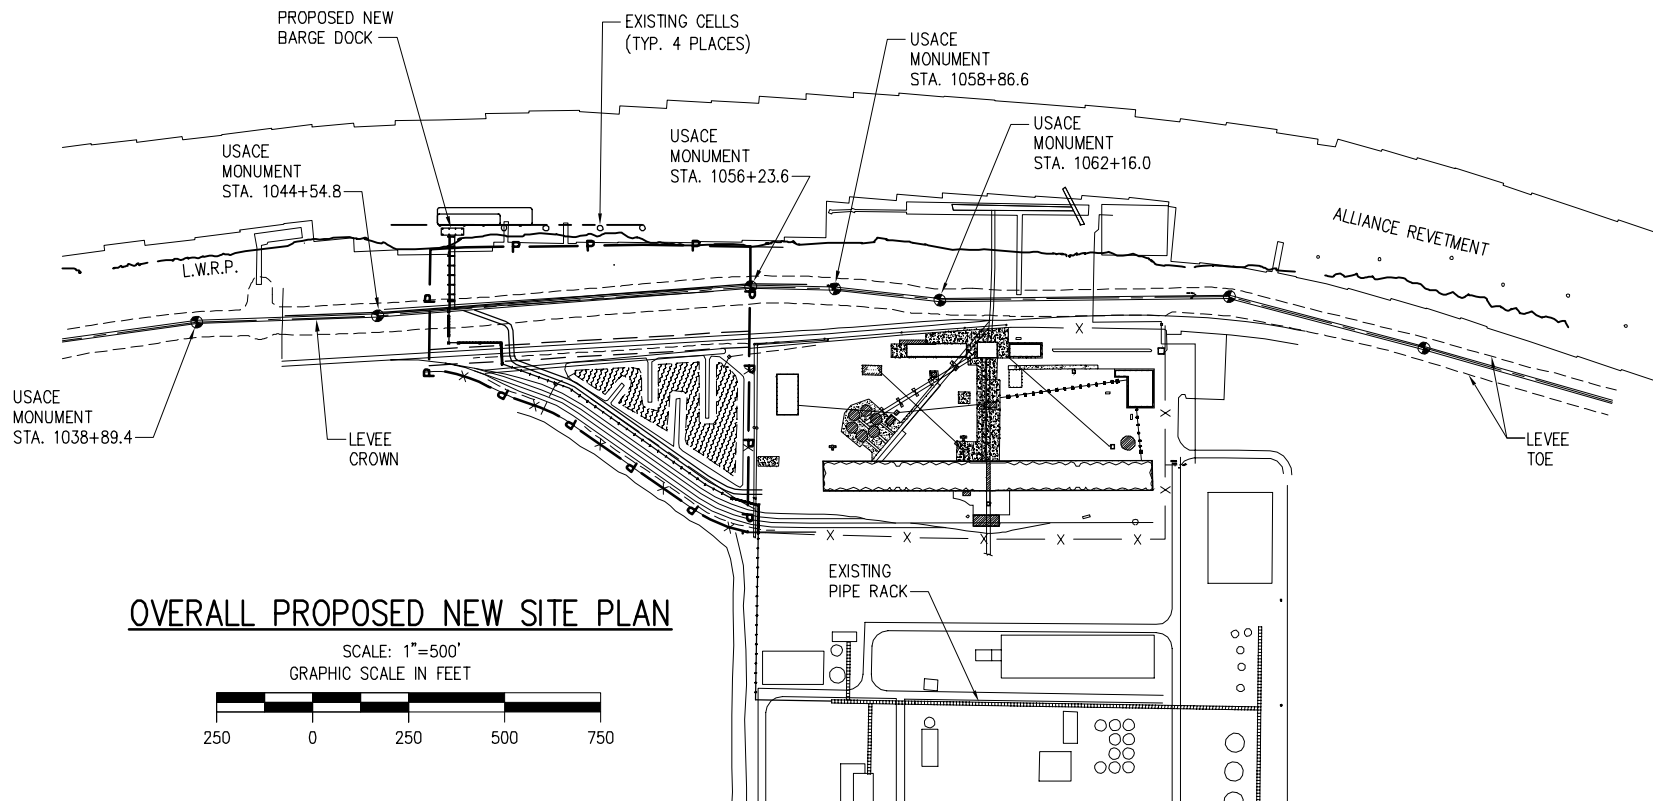 PROPOSED NEW
BARGE DOCK
EXISTING CELLS
(TYP. 4 PLACES)
USACE
MONUMENT
STA. 1058+86.6
USACE
MONUMENT
STA. 1044+54.8
USACE
MONUMENT
STA. 1056+23.6
USACE
MONUMENT
STA. 1062+16.0
ALLIANCE REVETMENT
L.W.R.P.
P
P
P
P
P
P
P
P
P
P
P
P
P
P
X
X
X
X
X
X
X
X
X
X
X
X
X
USACE
MONUMENT
STA. 1038+89.4
LEVEE
CROWN
LEVEE
TOE
EXISTING
PIPE RACK
OVERALL PROPOSED NEW SITE PLAN
SCALE: 1"=500'
GRAPHIC SCALE IN FEET
250 0 250 500 750